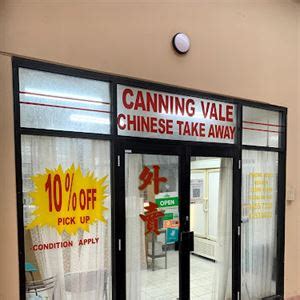 CANNING VALE
CHINESE TAKE AWAY
10% OFF
PICK UP
CONDITION APPLY
外
賣
OPEN